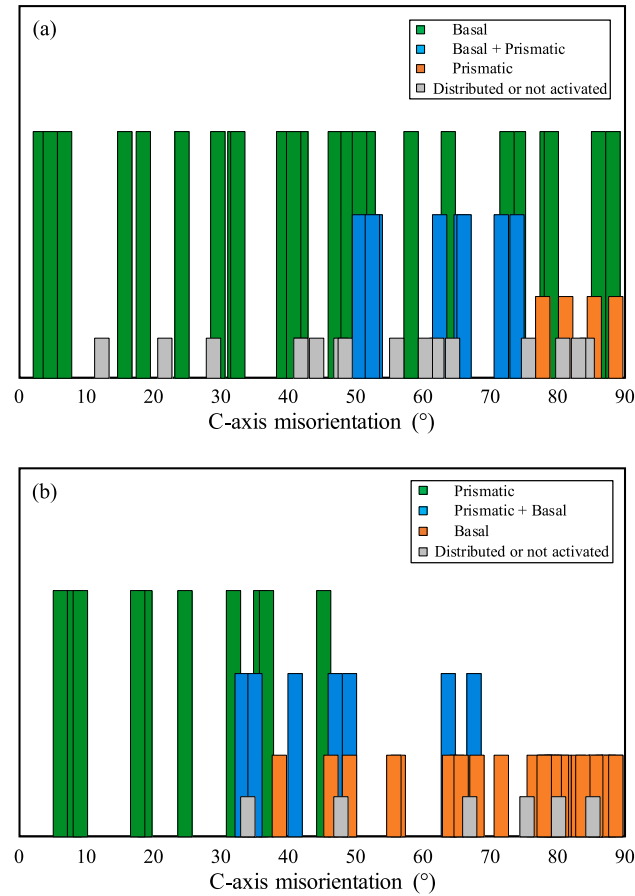 (a)
Basal
Basal + Prismatic
Prismatic
Distributed or not activated
0 10 20 30 40 50 60 70 80 90
C-axis misorientation (°)
(b)
Prismatic
Prismatic + Basal
Basal
Distributed or not activated
0 10 20 30 40 50 60 70 80 90
C-axis misorientation (°)